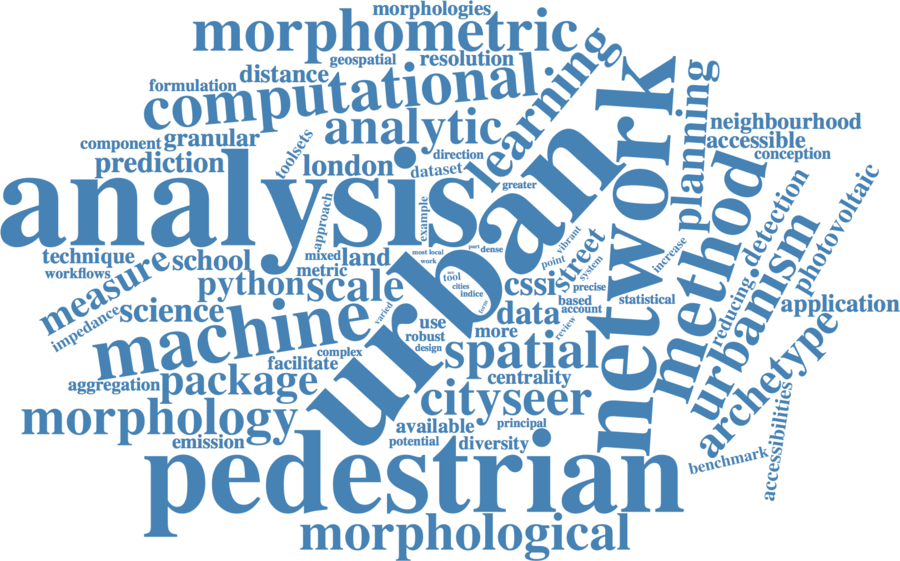 morphologies
morphometric
geospatial
resolution
distance
formulation
computational
learning
network
planning
analytic
neighbourhood
accessible
conception
component
granular
toolsets
prediction
london
direction
dataset
greater
analysis
urban
method
detection
photovoltaic
approach
example
part
dense
vibrant
technique
school
mixed
land
most local
work
point
street
system
increase
workflows
metric
measure
python
scale
tool
cities
indice
cssi
precise
based
statistical
reducing
urbanism
application
impedance
science
varied
data
account
review
machine
use
more
robust
design
spatial
archetype
complex
facilitate
aggregation
package
centrality
cityseer
accessibilities
morphology
available
principal
emission
potential
diversity
benchmark
pedestrian
morphological